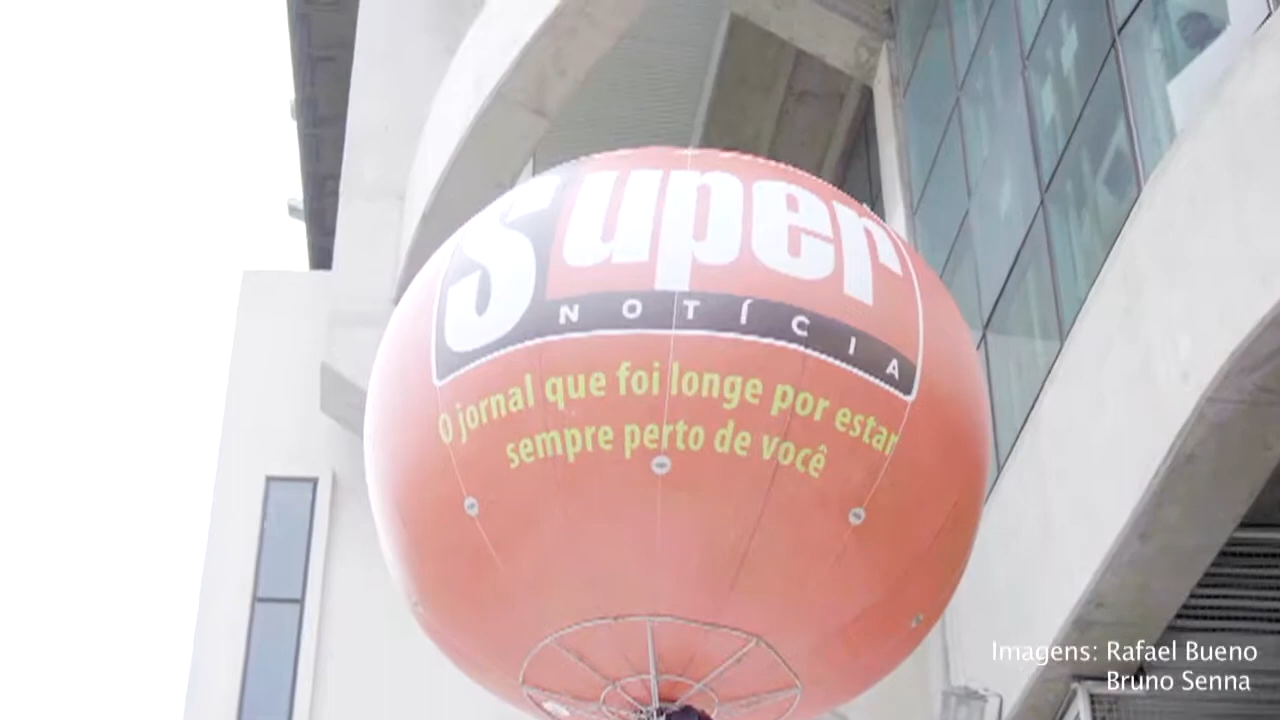 Super
NOTÍCIA
O jornal que foi longe por estar
sempre perto de você
Imagens: Rafael Bueno
Bruno Senna